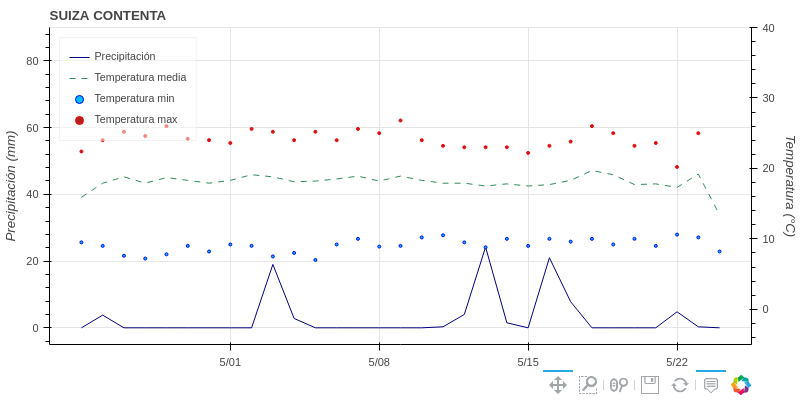 SUIZA CONTENTA
Precipitación
Temperatura media
Temperatura min
Temperatura max
Precipitación (mm)
80
60
40
20
0
40
30
20
10
0
Temperatura (°C)
5/01
5/08
5/15
5/22